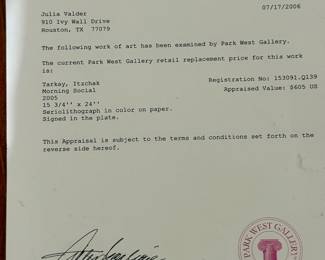 Julia Valder 07/17/2006
910 Ivy Wall Drive
Houston, TX 77079
The following work of art has been examined by Park West Gallery.
The current Park West Gallery retail replacement price for this work
is:
Tarkay, Itzchak Registration No: 153091.Q139
Morning Social Appraised Value: $605 US
2005
15 3/4'' x 24''
Seriolithograph in color on paper.
Signed in the plate.
This Appraisal is subject to the terms and conditions set forth on the
reverse side hereof.
PARK WEST GALLERY